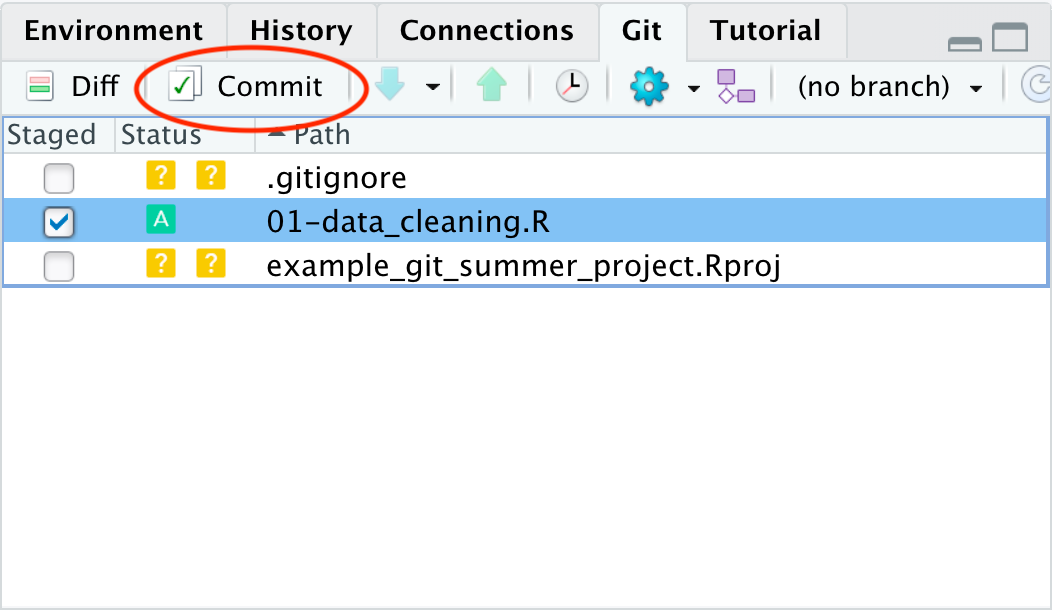 Environment History Connections Git Tutorial
Diff Commit (no branch)
Staged Status Path
? ? .gitignore
A 01-data_cleaning.R
? ? example_git_summer_project.Rproj